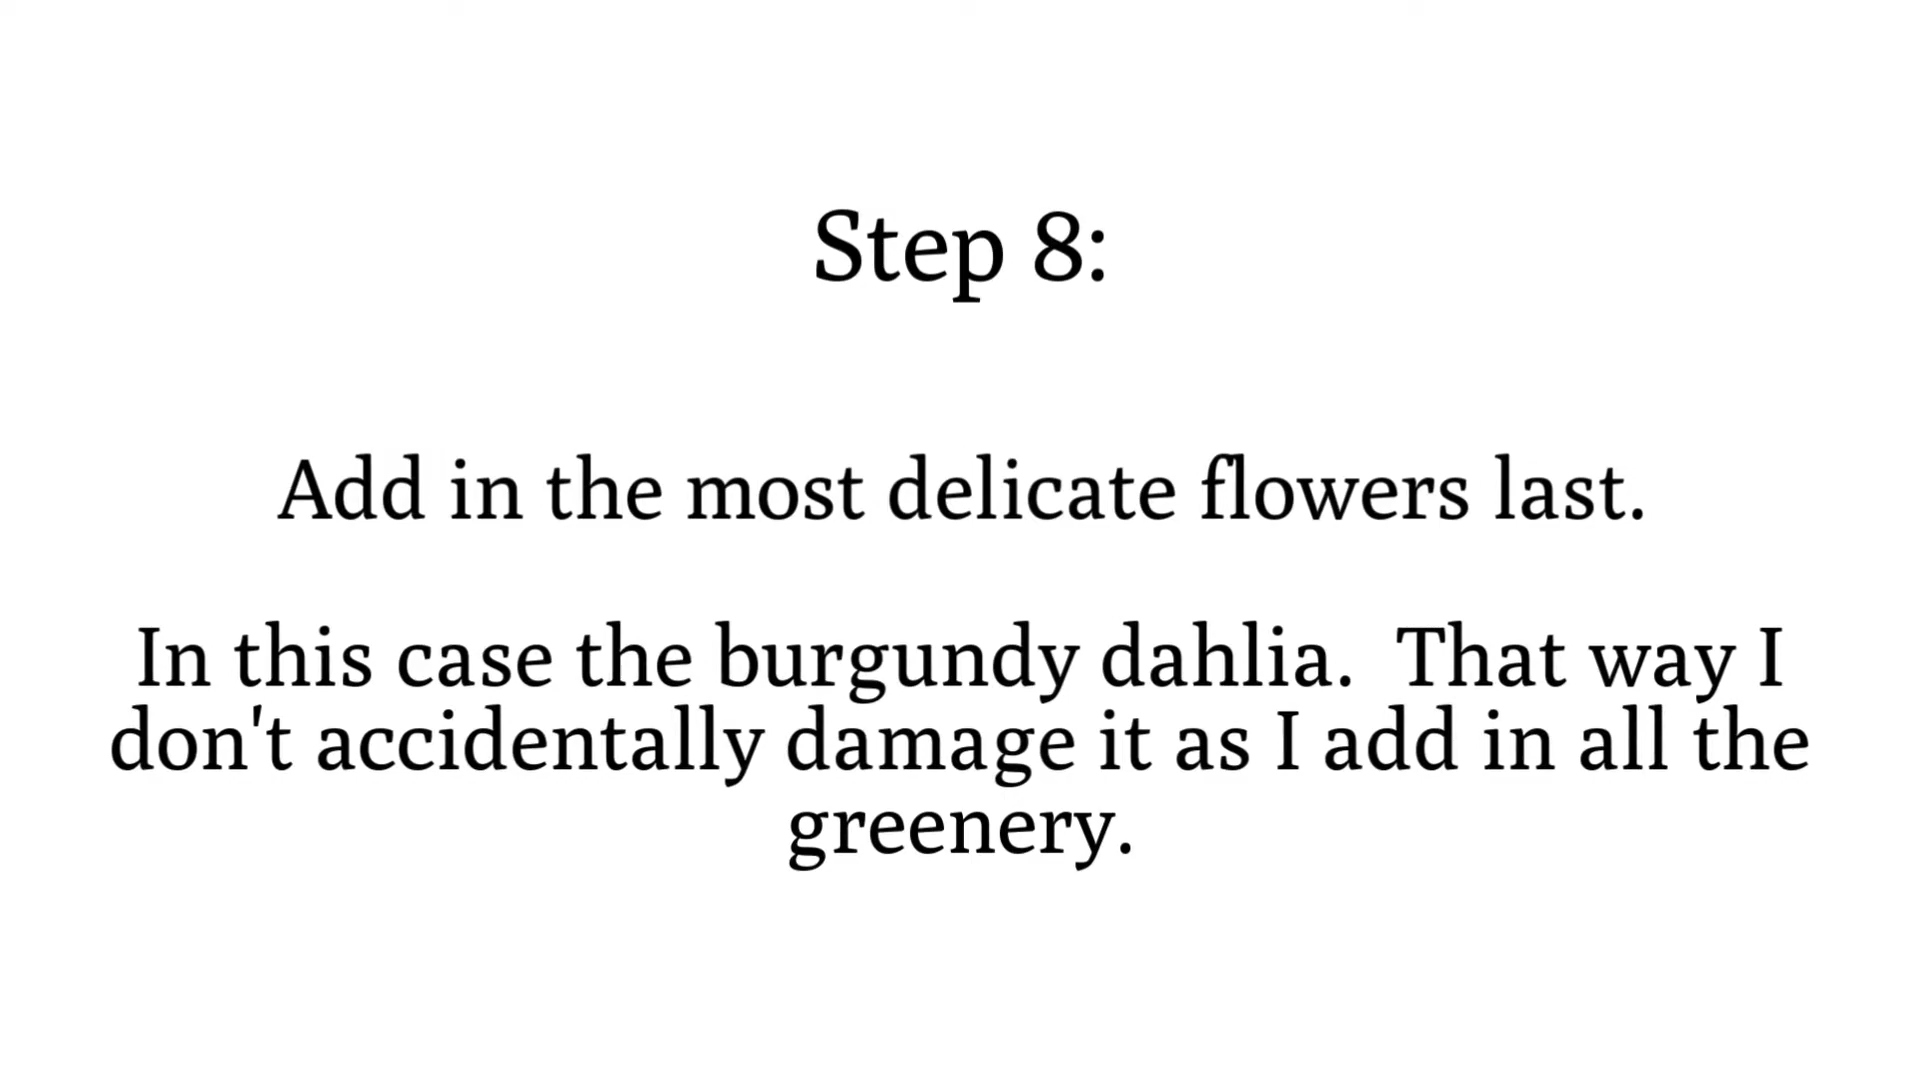 Step 8:
Add in the most delicate flowers last.
In this case the burgundy dahlia.  That way I
don't accidentally damage it as I add in all the
greenery.